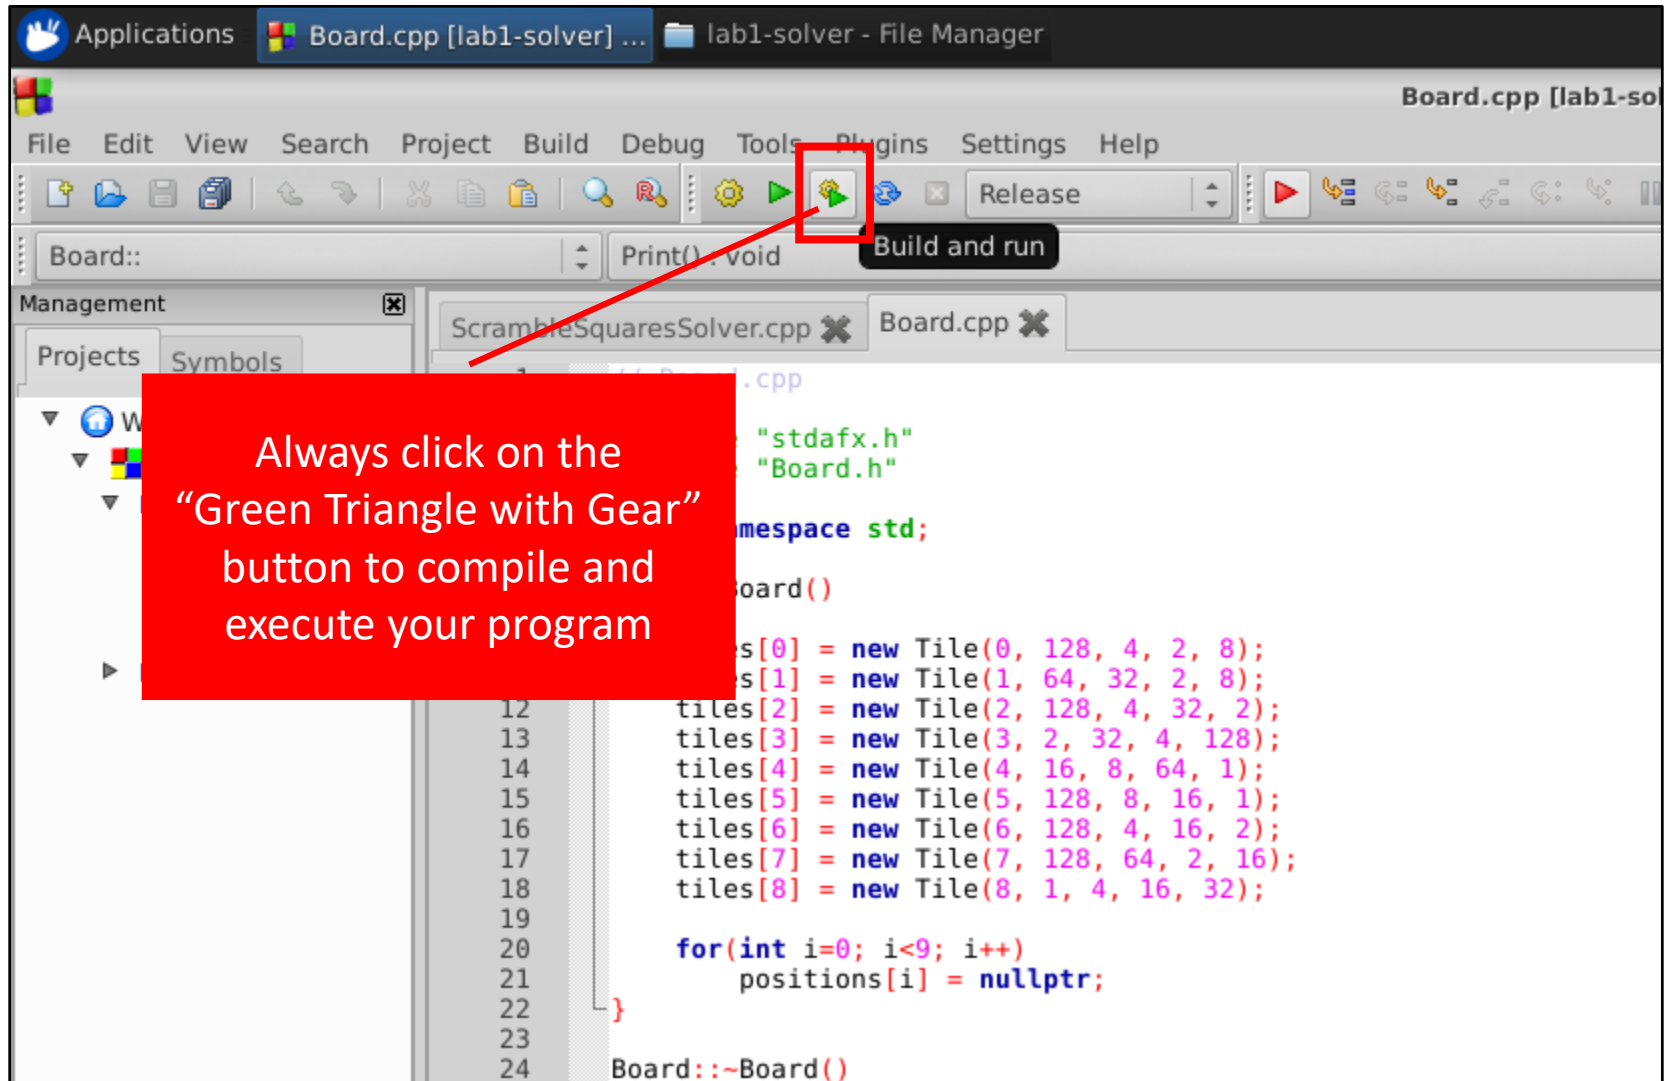 Applications Board.cpp [lab1-solver] ... lab1-solver - File Manager
Board.cpp [lab1-sol
File Edit View Search Project Build Debug Tools Plugins Settings Help
Release
Board:: Print() : void Build and run
Management
ScrambleSquaresSolver.cpp Board.cpp
Projects Symbols
1 // Board.cpp
W
Always click on the
“Green Triangle with Gear”
button to compile and
execute your program
"stdafx.h"
"Board.h"
mespace std;
oard()
s[0] = new Tile(0, 128, 4, 2, 8);
s[1] = new Tile(1, 64, 32, 2, 8);
12 tiles[2] = new Tile(2, 128, 4, 32, 2);
13 tiles[3] = new Tile(3, 2, 32, 4, 128);
14 tiles[4] = new Tile(4, 16, 8, 64, 1);
15 tiles[5] = new Tile(5, 128, 8, 16, 1);
16 tiles[6] = new Tile(6, 128, 4, 16, 2);
17 tiles[7] = new Tile(7, 128, 64, 2, 16);
18 tiles[8] = new Tile(8, 1, 4, 16, 32);
19
20 for(int i=0; i<9; i++)
21 positions[i] = nullptr;
22 }
23
24 Board::~Board()